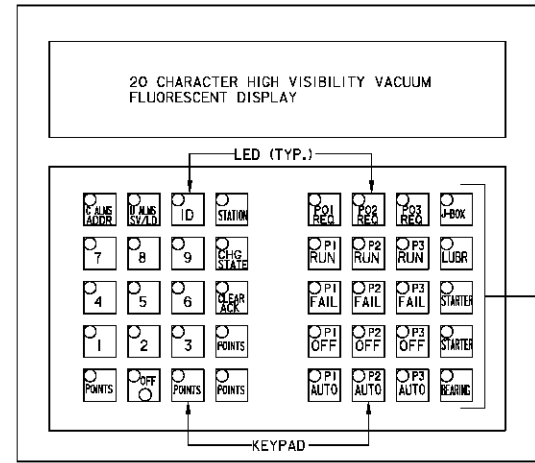 20 CHARACTER HIGH VISIBILITY VACUUM
FLUORESCENT DISPLAY
LED (TYP.)
C ALMS ADDR
D ALMS SV/LD
ID
STATION
PO1 REQ
PO2 REQ
PO3 REQ
J-BOX
7
8
9
CHG STATE
P1 RUN
P2 RUN
P3 RUN
LUBR
4
5
6
CLEAR ACK
P1 FAIL
P2 FAIL
P3 FAIL
STARTER
1
2
3
POINTS
P1 OFF
P2 OFF
P3 OFF
STARTER
POINTS
OFF
POINTS
POINTS
P1 AUTO
P2 AUTO
P3 AUTO
BEARING
KEYPAD